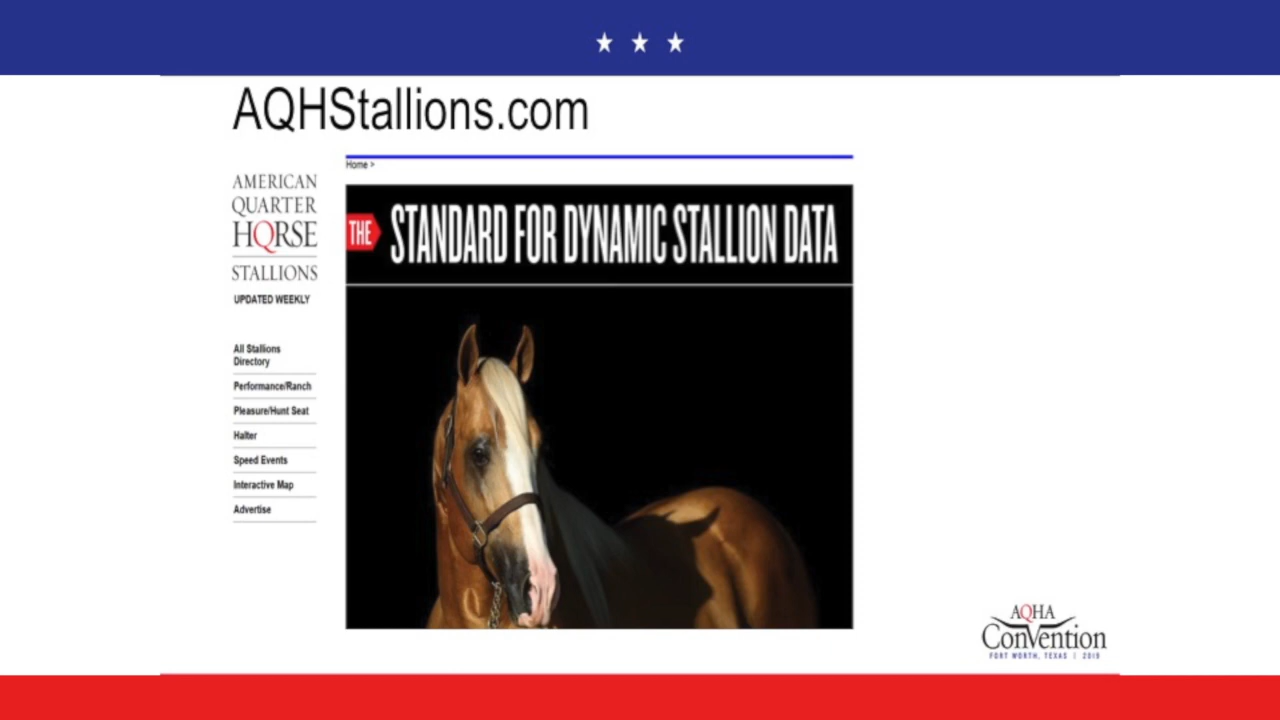 AQHStallions.com
Home >
AMERICAN
QUARTER
HORSE
STALLIONS
UPDATED WEEKLY
THE STANDARD FOR DYNAMIC STALLION DATA
All Stallions
Directory
Performance/Ranch
Pleasure/Hunt Seat
Halter
Speed Events
Interactive Map
Advertise
AQHA
Convention
FORT WORTH, TEXAS | 2019